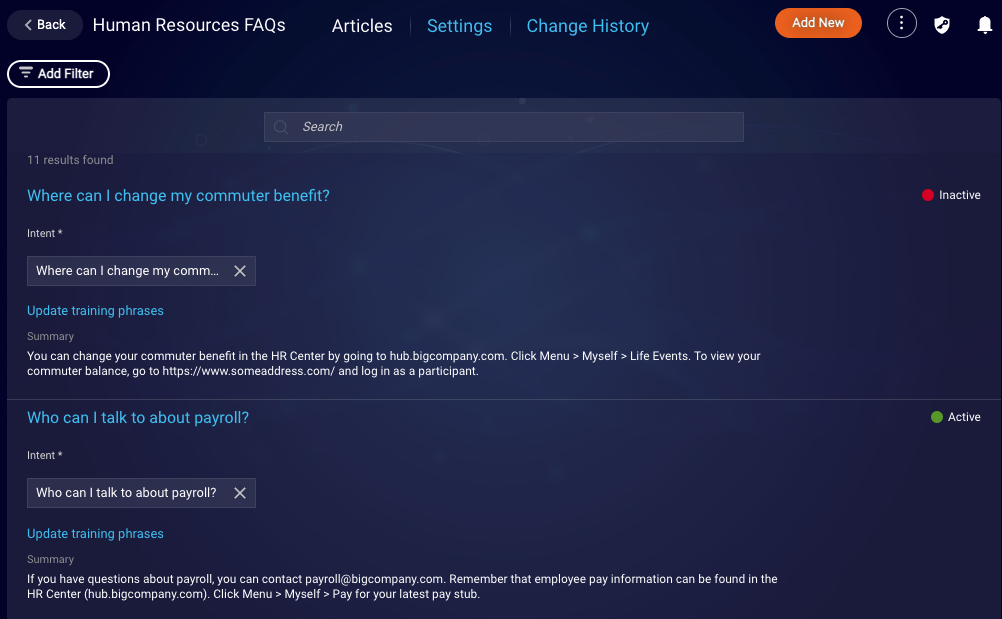 Back
Human Resources FAQs
Articles
Settings
Change History
Add New
Add Filter
Search
11 results found
Where can I change my commuter benefit?
Inactive
Intent *
Where can I change my comm...
Update training phrases
Summary
You can change your commuter benefit in the HR Center by going to hub.bigcompany.com. Click Menu > Myself > Life Events. To view your
commuter balance, go to https://www.someaddress.com/ and log in as a participant.
Who can I talk to about payroll?
Active
Intent *
Who can I talk to about payroll?
Update training phrases
Summary
If you have questions about payroll, you can contact payroll@bigcompany.com. Remember that employee pay information can be found in the
HR Center (hub.bigcompany.com). Click Menu > Myself > Pay for your latest pay stub.